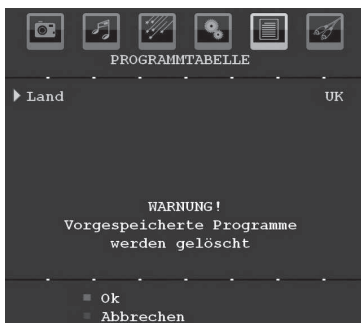 PROGRAMMTABELLE
Land UK
WARNUNG!
Vorgespeicherte Programme
werden gelöscht
Ok
Abbrechen